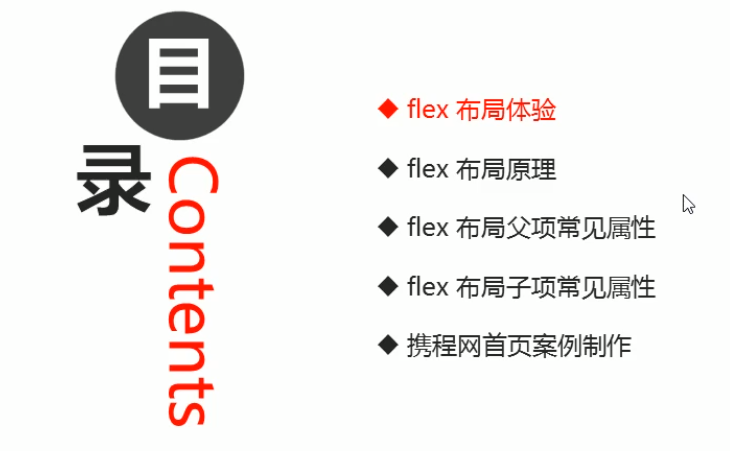 目
录
Contents
◆ flex 布局体验
◆ flex 布局原理
◆ flex 布局父项常见属性
◆ flex 布局子项常见属性
◆ 携程网首页案例制作